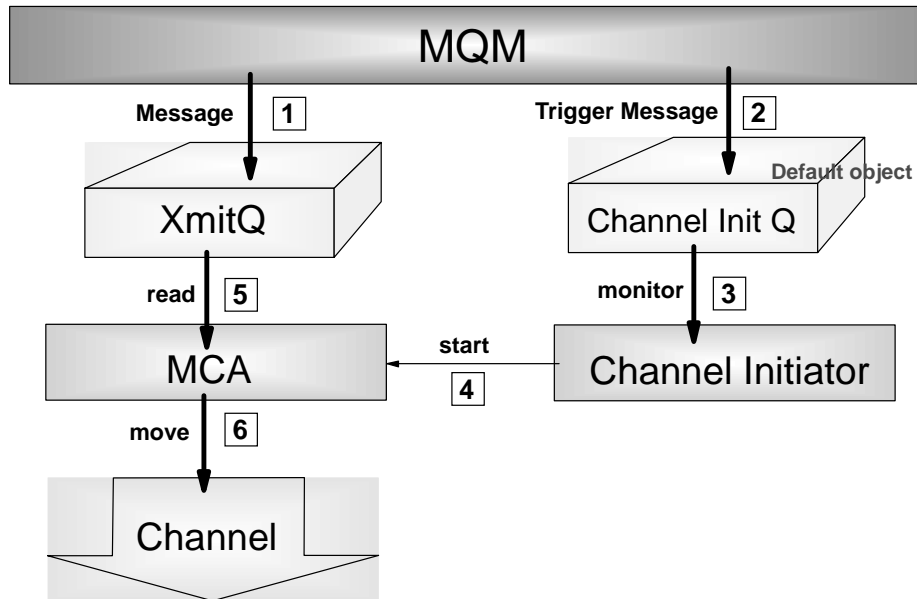 MQM
Message 1
Trigger Message 2
Default object
XmitQ
Channel Init Q
read 5
monitor 3
start
MCA
Channel Initiator
4
move 6
Channel